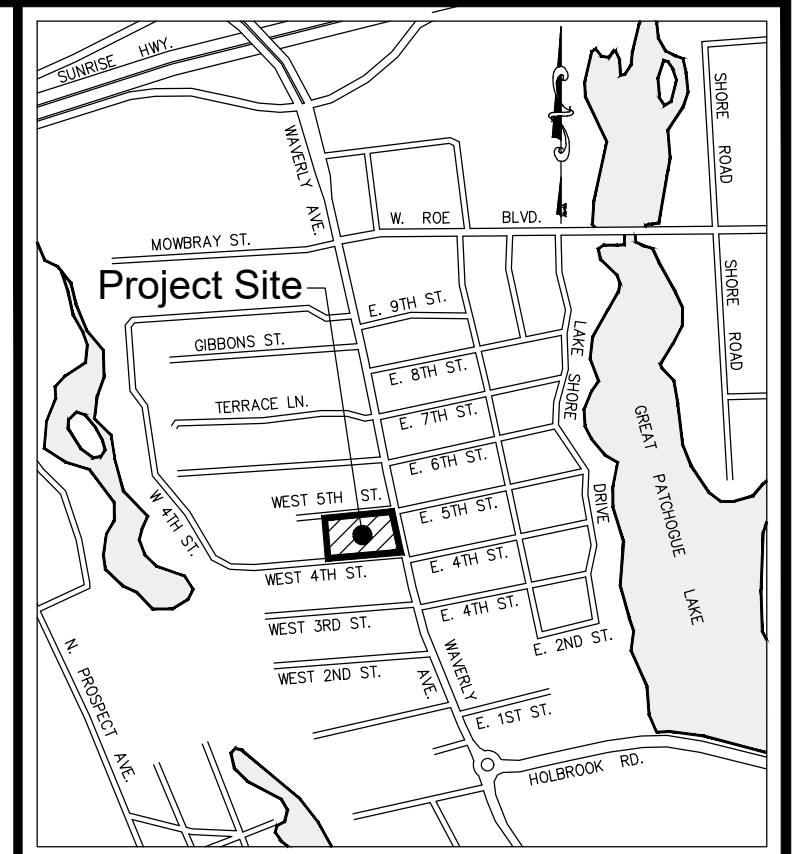 SUNRISE HWY.
WAVERLY AVE.
SHORE ROAD
W. ROE BLVD.
MOWBRAY ST.
Project Site
E. 9TH ST.
SHORE ROAD
GIBBONS ST.
LAKE SHORE DRIVE
E. 8TH ST.
TERRACE LN.
E. 7TH ST.
GREAT PATCHOGUE LAKE
E. 6TH ST.
WEST 5TH ST.
E. 5TH ST.
W 4TH ST.
E. 4TH ST.
WEST 4TH ST.
E. 4TH ST.
WEST 3RD ST.
E. 2ND ST.
N. PROSPECT AVE.
WEST 2ND ST.
WAVERLY AVE.
E. 1ST ST.
HOLBROOK RD.